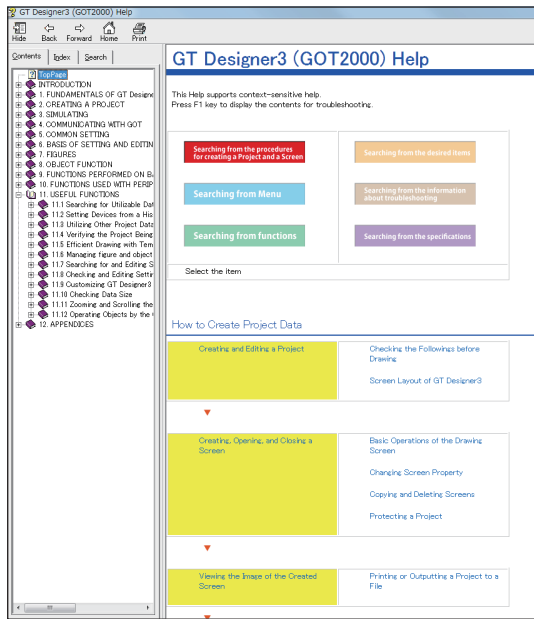 GT Designer3 (GOT2000) Help
Hide Back Forward Home Print
Contents Index Search
TopPage
INTRODUCTION
1. FUNDAMENTALS OF GT Designe
2. CREATING A PROJECT
3. SIMULATING
4. COMMUNICATING WITH GOT
5. COMMON SETTING
6. BASIS OF SETTING AND EDITIN
7. FIGURES
8. OBJECT FUNCTION
9. FUNCTIONS PERFORMED ON BA
10. FUNCTIONS USED WITH PERIP
11. USEFUL FUNCTIONS
11.1 Searching for Utilizable Dat
11.2 Setting Devices from a His
11.3 Utilizing Other Project Data
11.4 Verifying the Project Being
11.5 Efficient Drawing with Tem
11.6 Managing figure and object
11.7 Searching for and Editing S
11.8 Checking and Editing Settin
11.9 Customizing GT Designer3
11.10 Checking Data Size
11.11 Zooming and Scrolling the
11.12 Operating Objects by the
12. APPENDICES
GT Designer3 (GOT2000) Help
This Help supports context-sensitive help.
Press F1 key to display the contents for troubleshooting.
Searching from the procedures
for creating a Project and a Screen
Searching from the desired items
Searching from Menu
Searching from the information
about troubleshooting
Searching from functions
Searching from the specifications
Select the item
How to Create Project Data
Creating and Editing a Project
Checking the Followings before
Drawing
Screen Layout of GT Designer3
Creating, Opening, and Closing a
Screen
Basic Operations of the Drawing
Screen
Changing Screen Property
Copying and Deleting Screens
Protecting a Project
Viewing the Image of the Created
Screen
Printing or Outputting a Project to a
File